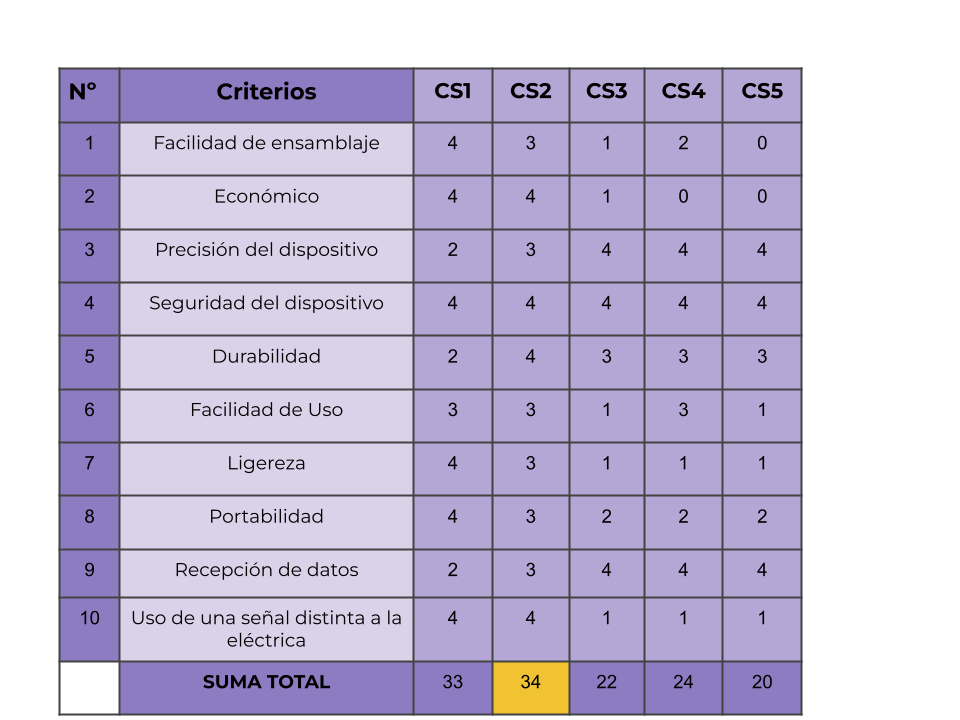 Nº Criterios CS1 CS2 CS3 CS4 CS5
1 Facilidad de ensamblaje 4 3 1 2 0
2 Económico 4 4 1 0 0
3 Precisión del dispositivo 2 3 4 4 4
4 Seguridad del dispositivo 4 4 4 4 4
5 Durabilidad 2 4 3 3 3
6 Facilidad de Uso 3 3 1 3 1
7 Ligereza 4 3 1 1 1
8 Portabilidad 4 3 2 2 2
9 Recepción de datos 2 3 4 4 4
10 Uso de una señal distinta a la 4 4 1 1 1
eléctrica
SUMA TOTAL 33 34 22 24 20